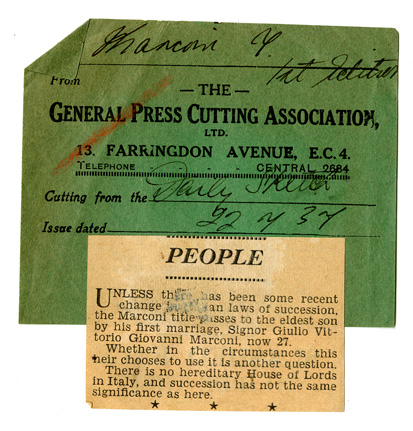 Marconi G.
1st Edition
From
— THE —
GENERAL PRESS CUTTING ASSOCIATION,
LTD.
13, FARRINGDON AVENUE, E.C. 4.
TELEPHONE CENTRAL 2684
Cutting from the Daily Sketch
Issue dated 22 7 37
PEOPLE
UNLESS there has been some recent
change in an laws of succession,
the Marconi title passes to the eldest son
by his first marriage, Signor Giulio Vit-
torio Giovanni Marconi, now 27.
Whether in the circumstances this
heir chooses to use it is another question.
There is no hereditary House of Lords
in Italy, and succession has not the same
significance as here.
★ ★ ★